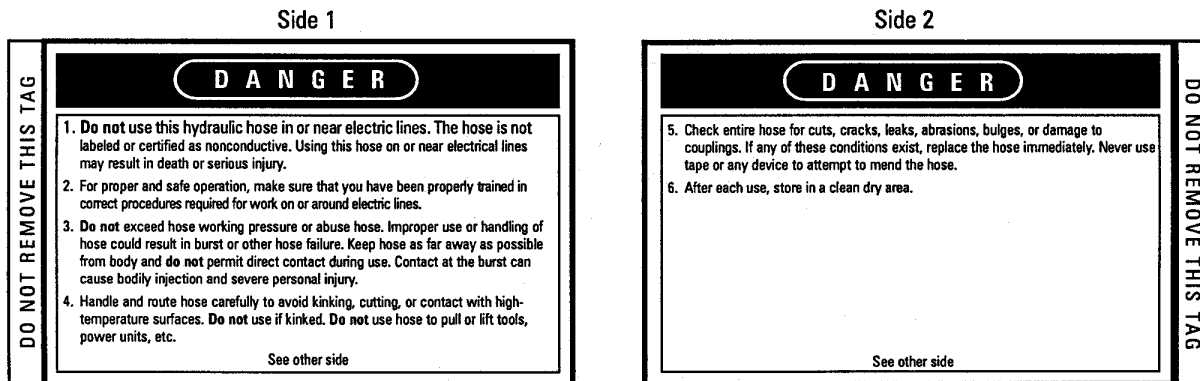 Side 1
DO NOT REMOVE THIS TAG
DANGER
1. Do not use this hydraulic hose in or near electric lines. The hose is not
labeled or certified as nonconductive. Using this hose on or near electrical lines
may result in death or serious injury.
2. For proper and safe operation, make sure that you have been properly trained in
correct procedures required for work on or around electric lines.
3. Do not exceed hose working pressure or abuse hose. Improper use or handling of
hose could result in burst or other hose failure. Keep hose as far away as possible
from body and do not permit direct contact during use. Contact at the burst can
cause bodily injection and severe personal injury.
4. Handle and route hose carefully to avoid kinking, cutting, or contact with high-
temperature surfaces. Do not use if kinked. Do not use hose to pull or lift tools,
power units, etc.
See other side
Side 2
DANGER
5. Check entire hose for cuts, cracks, leaks, abrasions, bulges, or damage to
couplings. If any of these conditions exist, replace the hose immediately. Never use
tape or any device to attempt to mend the hose.
6. After each use, store in a clean dry area.
See other side
DO NOT REMOVE THIS TAG